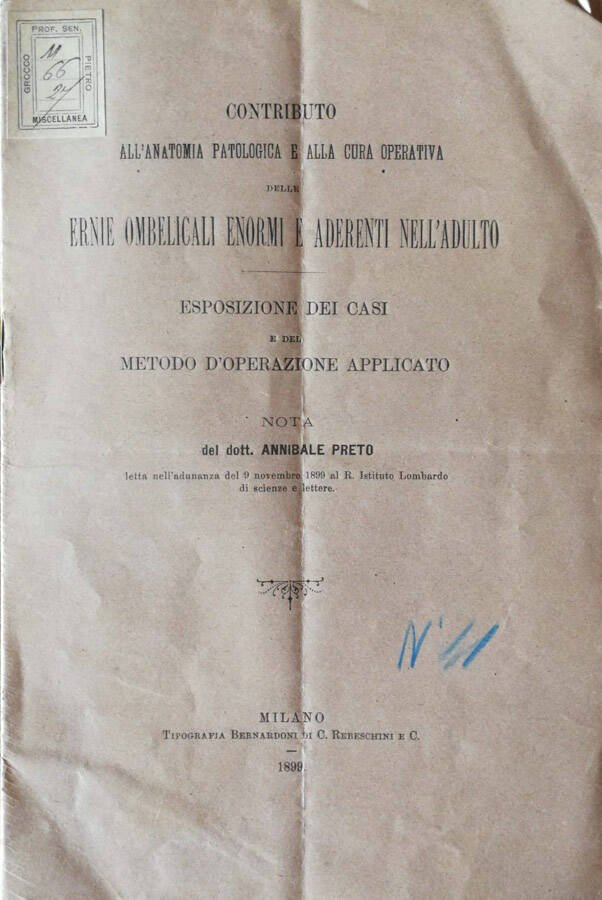 PROF. SEN.
GROCCO
PIETRO
66
MISCELLANEA
CONTRIBUTO
ALL'ANATOMIA PATOLOGICA E ALLA CURA OPERATIVA
DELLE
ERNIE OMBELICALI ENORMI E ADERENTI NELL'ADULTO
ESPOSIZIONE DEI CASI
E DEL
METODO D'OPERAZIONE APPLICATO
NOTA
del dott. ANNIBALE PRETO
letta nell'adunanza del 9 novembre 1899 al R. Istituto Lombardo
di scienze e lettere.
MILANO
TIPOGRAFIA BERNARDONI DI C. REBESCHINI E C.
1899.